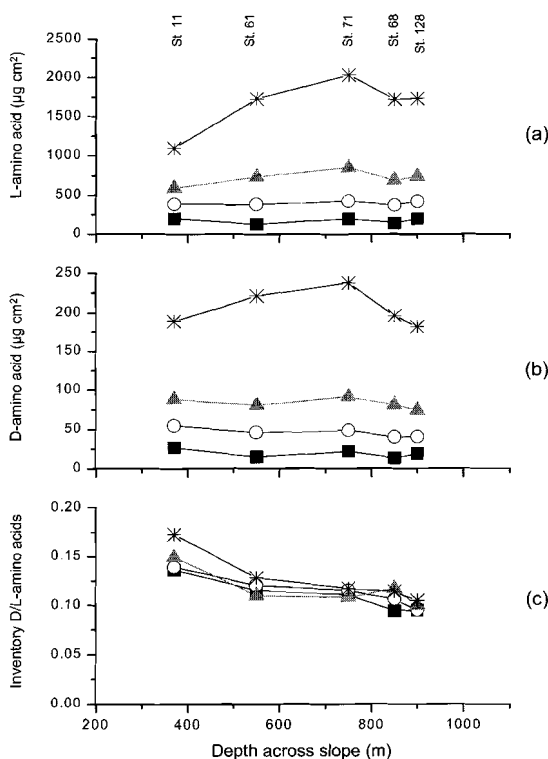 St. 11
St. 61
St. 71
St. 68
St. 128
L-amino acid (µg cm²)
2500
2000
1500
1000
500
0
(a)
D-amino acid (µg cm²)
250
200
150
100
50
0
(b)
Inventory D/L-amino acids
0.20
0.15
0.10
0.05
0.00
(c)
200
400
600
800
1000
Depth across slope (m)